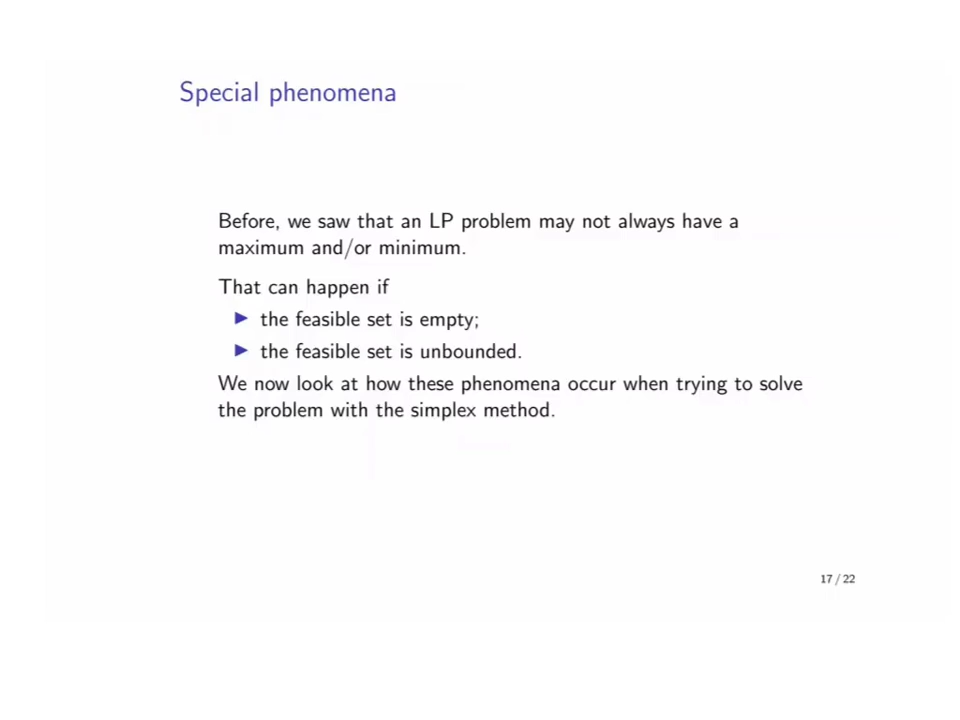 Special phenomena
Before, we saw that an LP problem may not always have a
maximum and/or minimum.
That can happen if
▶ the feasible set is empty;
▶ the feasible set is unbounded.
We now look at how these phenomena occur when trying to solve
the problem with the simplex method.
17 / 22